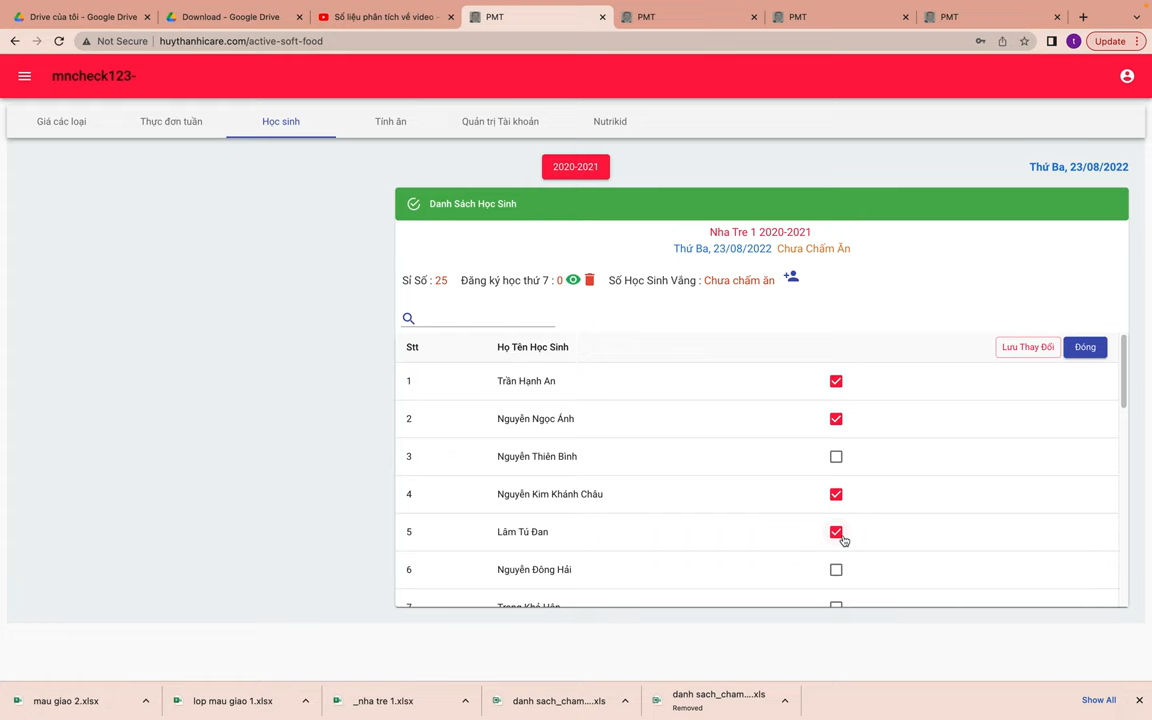 Drive của tôi - Google Drive
Download - Google Drive
Số liệu phân tích về video -
PMT
PMT
PMT
PMT
Not Secure
huythanhicare.com/active-soft-food
t
Update
mncheck123-
Giá các loại
Thực đơn tuần
Học sinh
Tính ăn
Quản trị Tài khoản
Nutrikid
2020-2021
Thứ Ba, 23/08/2022
Danh Sách Học Sinh
Nha Tre 1 2020-2021
Thứ Ba, 23/08/2022 Chưa Chấm Ăn
Sỉ Số : 25 Đăng ký học thứ 7 : 0 Số Học Sinh Vắng : Chưa chấm ăn
Stt Họ Tên Học Sinh Lưu Thay Đổi Đóng
1 Trần Hạnh An
2 Nguyễn Ngọc Ánh
3 Nguyễn Thiên Bình
4 Nguyễn Kim Khánh Châu
5 Lâm Tú Đan
6 Nguyễn Đông Hải
7
mau giao 2.xlsx
lop mau giao 1.xlsx
_nha tre 1.xlsx
danh sach_cham....xls
danh sach_cham....xls
Removed
Show All